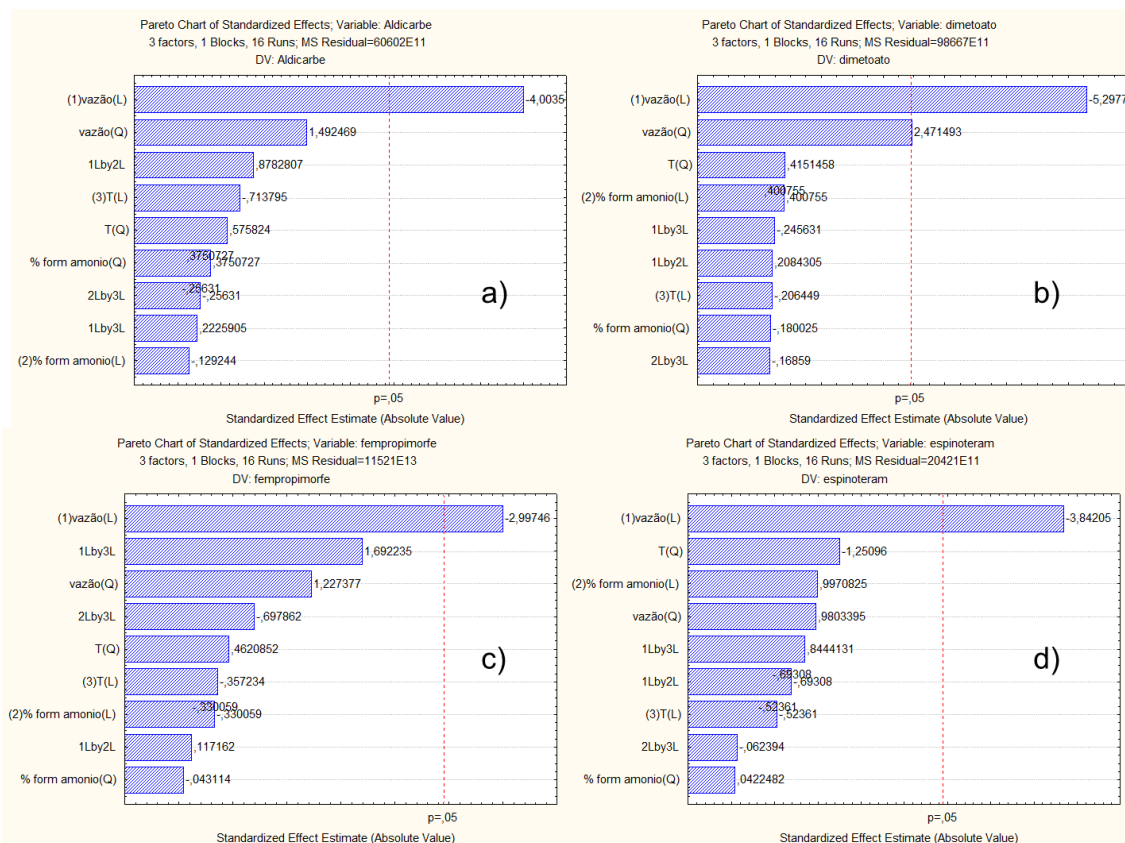 Pareto Chart of Standardized Effects; Variable: Aldicarbe
3 factors, 1 Blocks, 16 Runs; MS Residual=60602E11
DV: Aldicarbe
(1)vazão(L)
-4,0035
vazão(Q)
1,492469
1Lby2L
,8782807
(3)T(L)
-,713795
T(Q)
,575824
% form amonio(Q)
,3750727
,3750727
2Lby3L
-,25631
-,25631
1Lby3L
,2225905
(2)% form amonio(L)
-,129244
a)
p=,05
Standardized Effect Estimate (Absolute Value)
Pareto Chart of Standardized Effects; Variable: dimetoato
3 factors, 1 Blocks, 16 Runs; MS Residual=98667E11
DV: dimetoato
(1)vazão(L)
-5,2977
vazão(Q)
2,471493
T(Q)
,4151458
(2)% form amonio(L)
,400755
,400755
1Lby3L
-,245631
1Lby2L
,2084305
(3)T(L)
-,206449
% form amonio(Q)
-,180025
2Lby3L
-,16859
b)
p=,05
Standardized Effect Estimate (Absolute Value)
Pareto Chart of Standardized Effects; Variable: fempropimorfe
3 factors, 1 Blocks, 16 Runs; MS Residual=11521E13
DV: fempropimorfe
(1)vazão(L)
-2,99746
1Lby3L
1,692235
vazão(Q)
1,227377
2Lby3L
-,697862
T(Q)
,4620852
(3)T(L)
-,357234
(2)% form amonio(L)
-,330059
-,330059
1Lby2L
,117162
% form amonio(Q)
-,043114
c)
p=,05
Standardized Effect Estimate (Absolute Value)
Pareto Chart of Standardized Effects; Variable: espinoteram
3 factors, 1 Blocks, 16 Runs; MS Residual=20421E11
DV: espinoteram
(1)vazão(L)
-3,84205
T(Q)
-1,25096
(2)% form amonio(L)
,9970825
vazão(Q)
,9803395
1Lby3L
,8444131
1Lby2L
-,69308
-,69308
(3)T(L)
-,52361
-,52361
2Lby3L
-,062394
% form amonio(Q)
,0422482
d)
p=,05
Standardized Effect Estimate (Absolute Value)